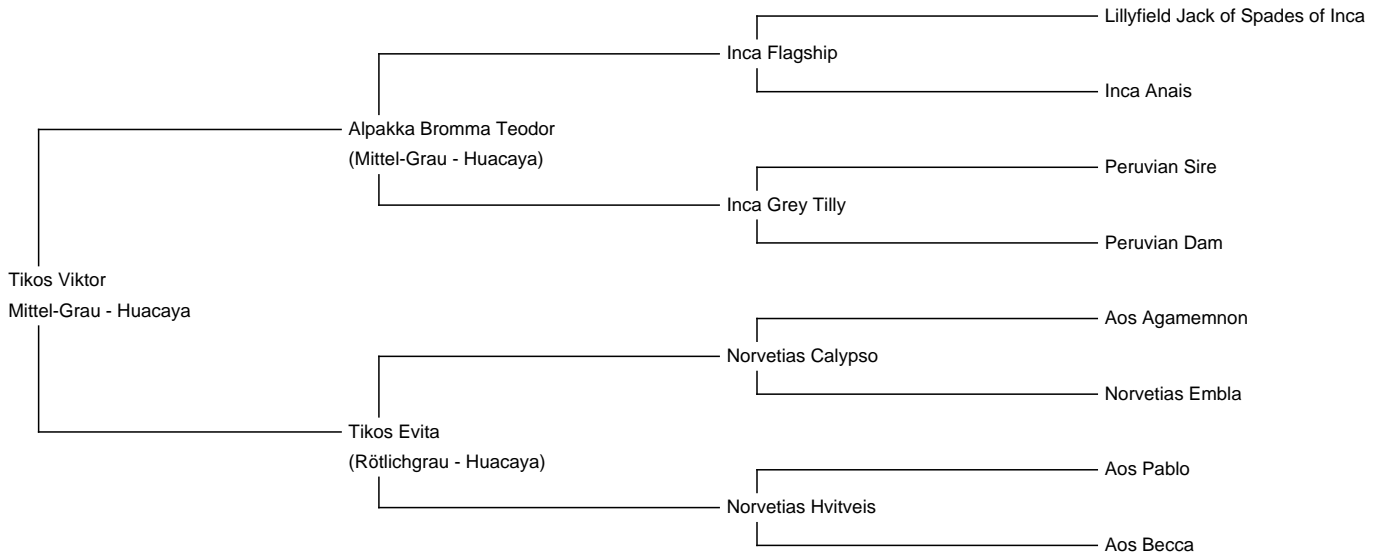 Lillyfield Jack of Spades of Inca
Inca Flagship
Inca Anais
Alpakka Bromma Teodor
(Mittel-Grau - Huacaya)
Peruvian Sire
Inca Grey Tilly
Peruvian Dam
Tikos Viktor
Mittel-Grau - Huacaya
Aos Agamemnon
Norvetias Calypso
Norvetias Embla
Tikos Evita
(Rötlichgrau - Huacaya)
Aos Pablo
Norvetias Hvitveis
Aos Becca